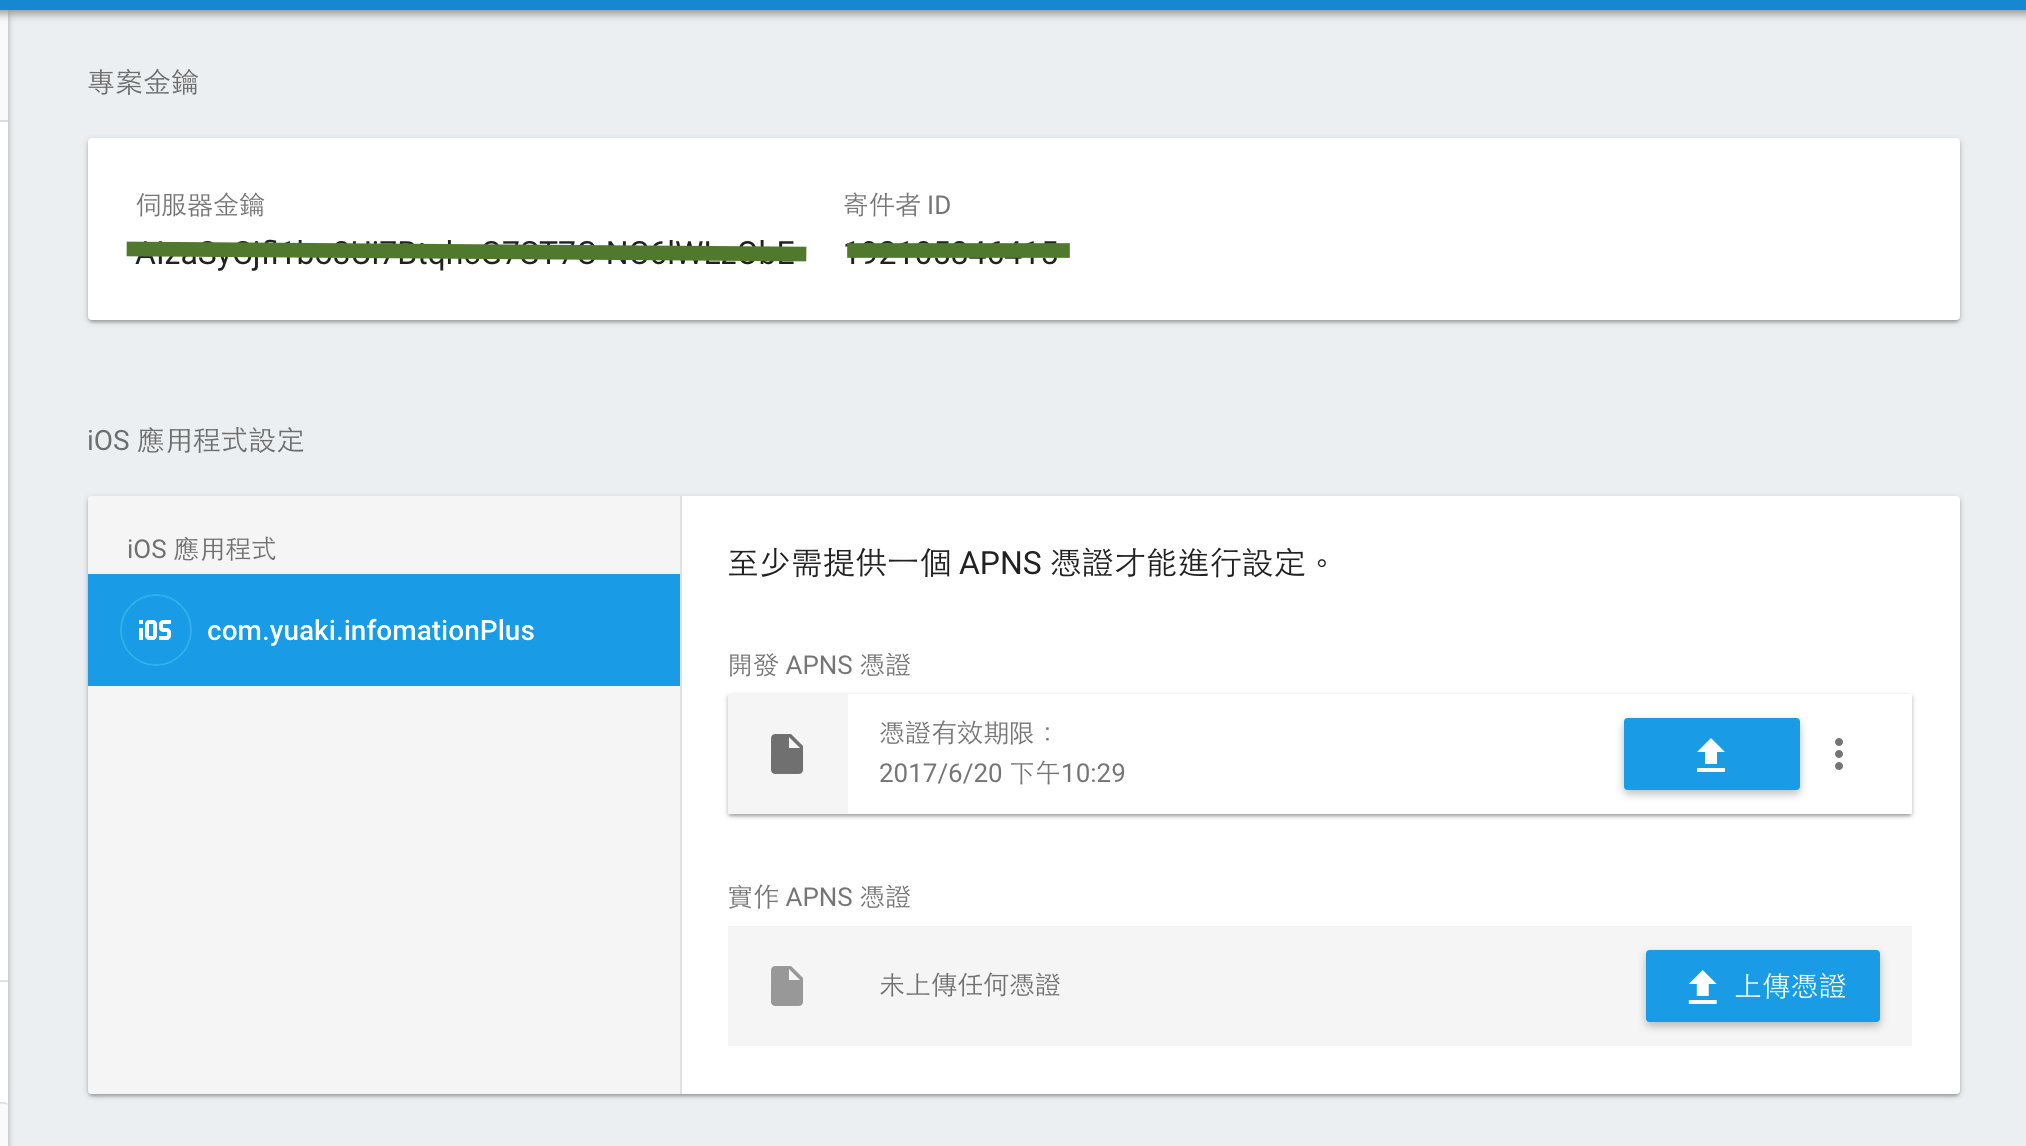 專案金鑰
伺服器金鑰
寄件者 ID
iOS 應用程式設定
iOS 應用程式
iOS com.yuaki.infomationPlus
至少需提供一個 APNS 憑證才能進行設定。
開發 APNS 憑證
憑證有效期限：
2017/6/20 下午10:29
實作 APNS 憑證
未上傳任何憑證
上傳憑證